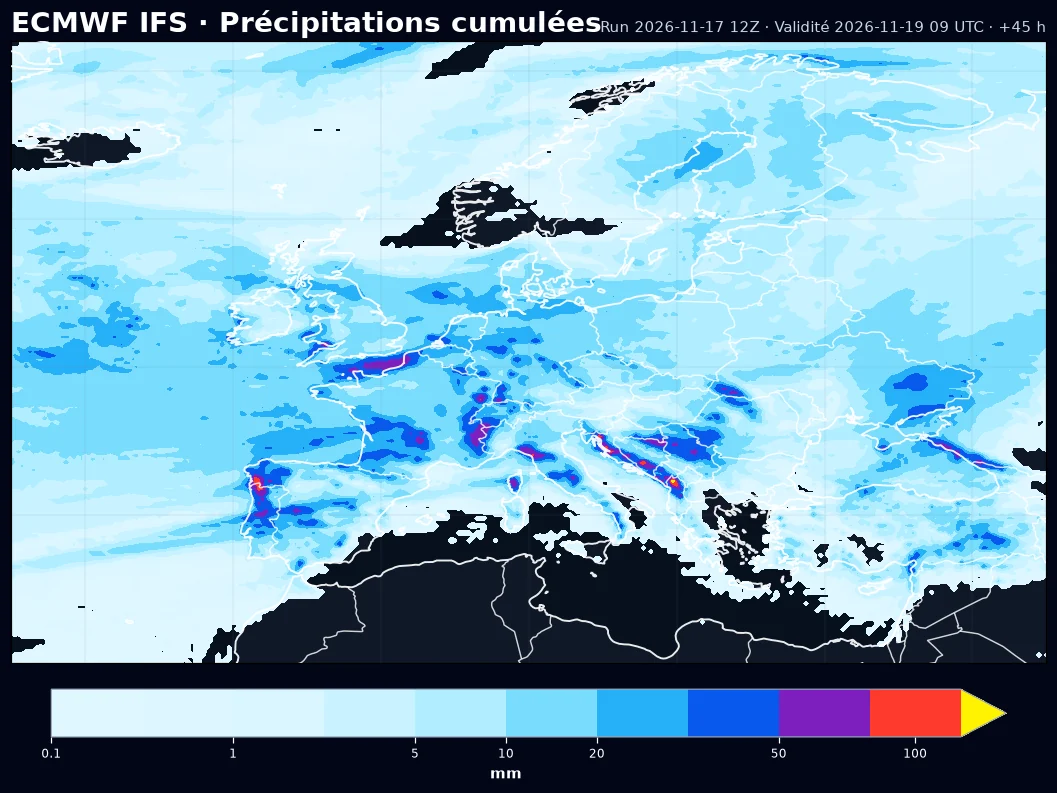 ECMWF IFS · Précipitations cumulées
Run 2026-11-17 12Z · Validité 2026-11-19 09 UTC · +45 h
0.1 1 5 10 20 50 100
mm